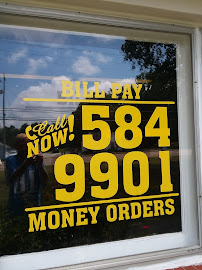 BILL PAY
Call NOW! 584
9901
MONEY ORDERS